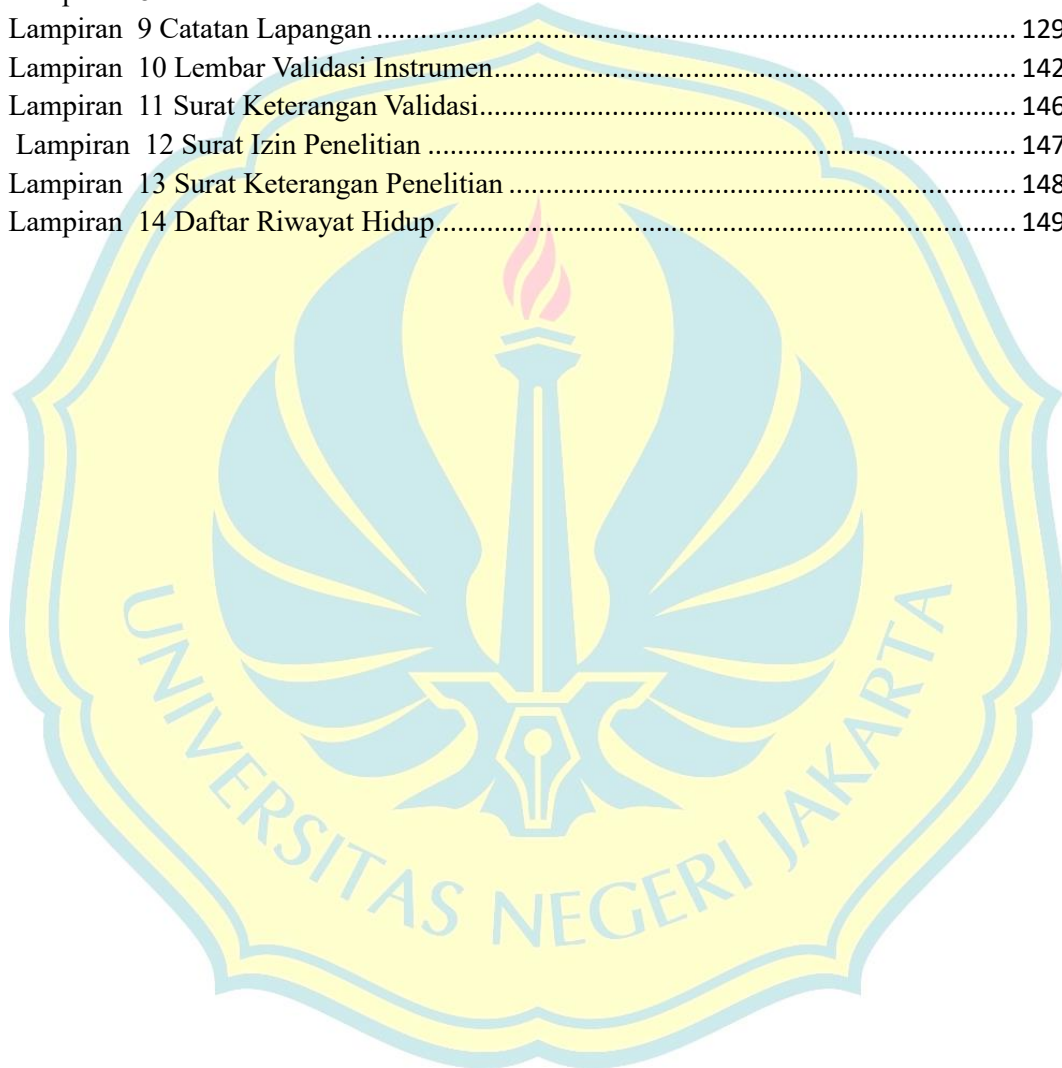 Lampiran 9 Catatan Lapangan ........................................................................ 129
Lampiran 10 Lembar Validasi Instrumen........................................................ 142
Lampiran 11 Surat Keterangan Validasi.......................................................... 146
Lampiran 12 Surat Izin Penelitian .................................................................. 147
Lampiran 13 Surat Keterangan Penelitian ...................................................... 148
Lampiran 14 Daftar Riwayat Hidup................................................................ 149
UNIVERSITAS NEGERI JAKARTA